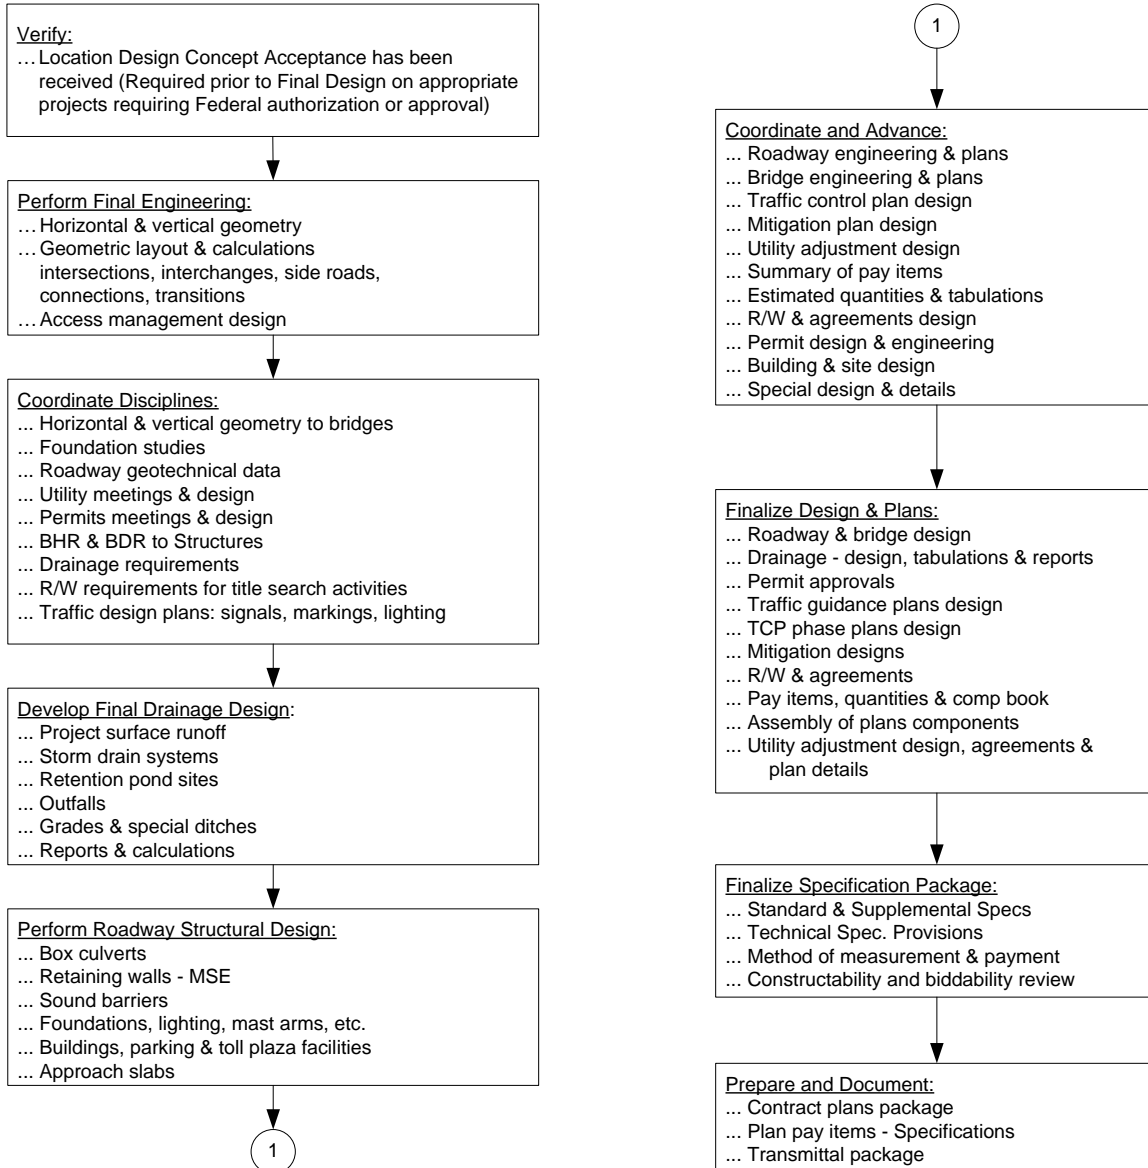 Verify:
…Location Design Concept Acceptance has been
received (Required prior to Final Design on appropriate
projects requiring Federal authorization or approval)
Perform Final Engineering:
…Horizontal & vertical geometry
…Geometric layout & calculations
intersections, interchanges, side roads,
connections, transitions
…Access management design
Coordinate Disciplines:
... Horizontal & vertical geometry to bridges
... Foundation studies
... Roadway geotechnical data
... Utility meetings & design
... Permits meetings & design
... BHR & BDR to Structures
... Drainage requirements
... R/W requirements for title search activities
... Traffic design plans: signals, markings, lighting
Develop Final Drainage Design:
... Project surface runoff
... Storm drain systems
... Retention pond sites
... Outfalls
... Grades & special ditches
... Reports & calculations
Perform Roadway Structural Design:
... Box culverts
... Retaining walls - MSE
... Sound barriers
... Foundations, lighting, mast arms, etc.
... Buildings, parking & toll plaza facilities
... Approach slabs
1
1
Coordinate and Advance:
... Roadway engineering & plans
... Bridge engineering & plans
... Traffic control plan design
... Mitigation plan design
... Utility adjustment design
... Summary of pay items
... Estimated quantities & tabulations
... R/W & agreements design
... Permit design & engineering
... Building & site design
... Special design & details
Finalize Design & Plans:
... Roadway & bridge design
... Drainage - design, tabulations & reports
... Permit approvals
... Traffic guidance plans design
... TCP phase plans design
... Mitigation designs
... R/W & agreements
... Pay items, quantities & comp book
... Assembly of plans components
... Utility adjustment design, agreements &
plan details
Finalize Specification Package:
... Standard & Supplemental Specs
... Technical Spec. Provisions
... Method of measurement & payment
... Constructability and biddability review
Prepare and Document:
... Contract plans package
... Plan pay items - Specifications
... Transmittal package